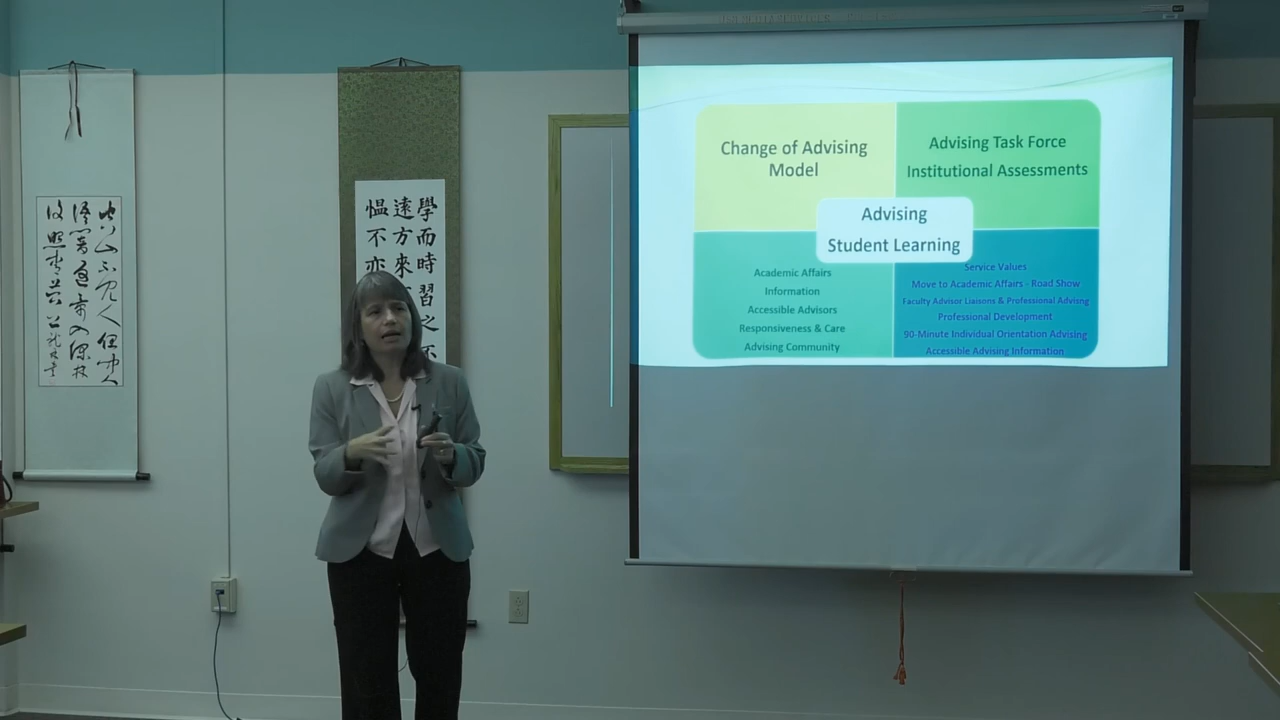 學而時習之不
遠方來
慍不亦
Change of Advising
Model
Advising Task Force
Institutional Assessments
Advising
Student Learning
Academic Affairs
Information
Accessible Advisors
Responsiveness & Care
Advising Community
Service Values
Move to Academic Affairs - Road Show
Faculty Advisor Liaisons & Professional Advising
Professional Development
90-Minute Individual Orientation Advising
Accessible Advising Information